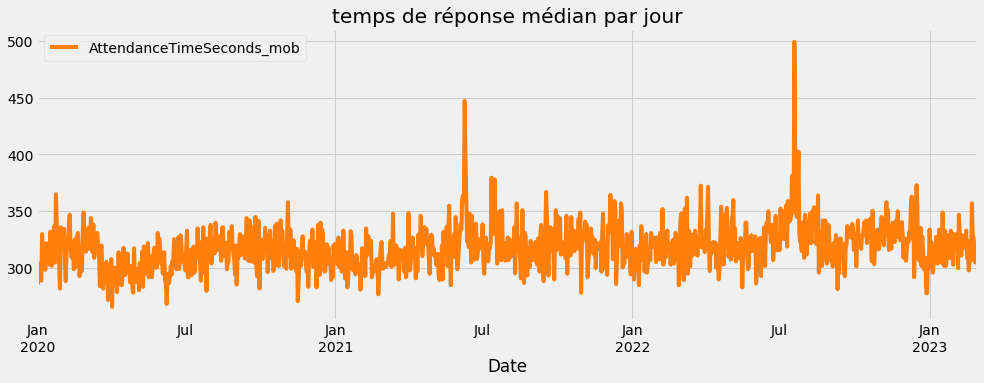 temps de réponse médian par jour
AttendanceTimeSeconds_mob
500
450
400
350
300
Jan Jul Jan Jul Jan Jul Jan
2020 2021 2022 2023
Date